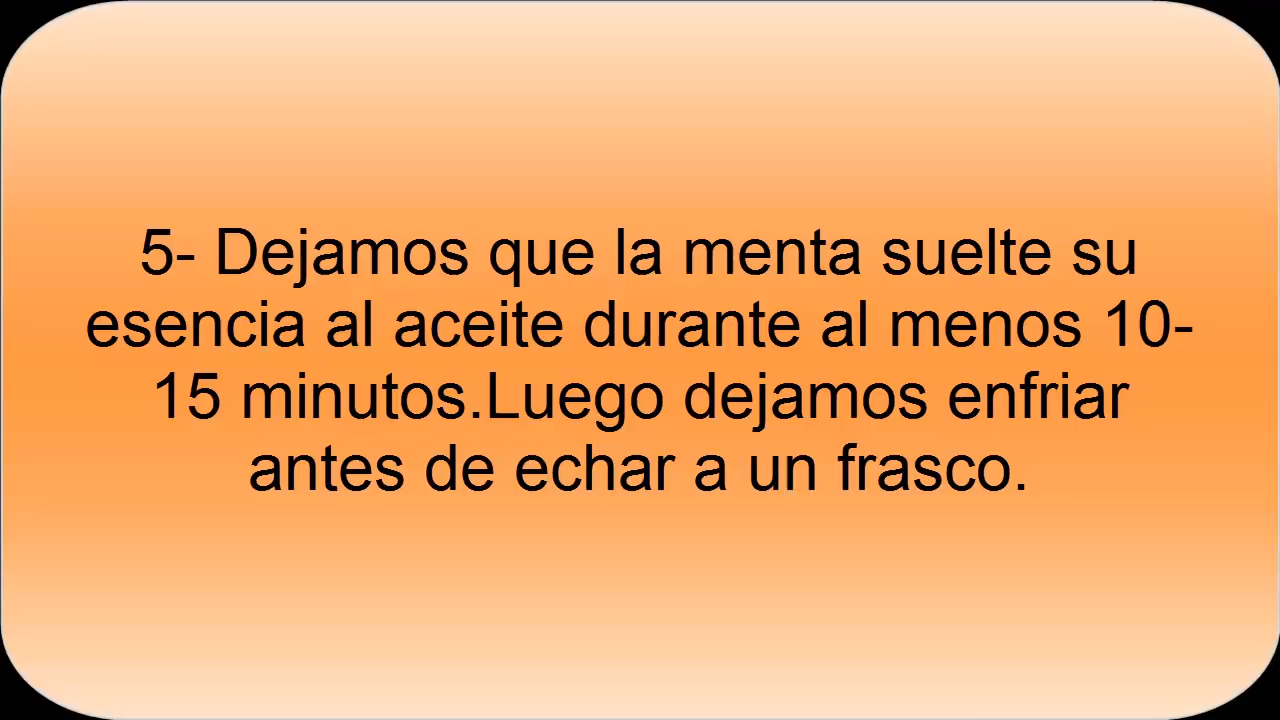 5- Dejamos que la menta suelte su
esencia al aceite durante al menos 10-
15 minutos.Luego dejamos enfriar
antes de echar a un frasco.